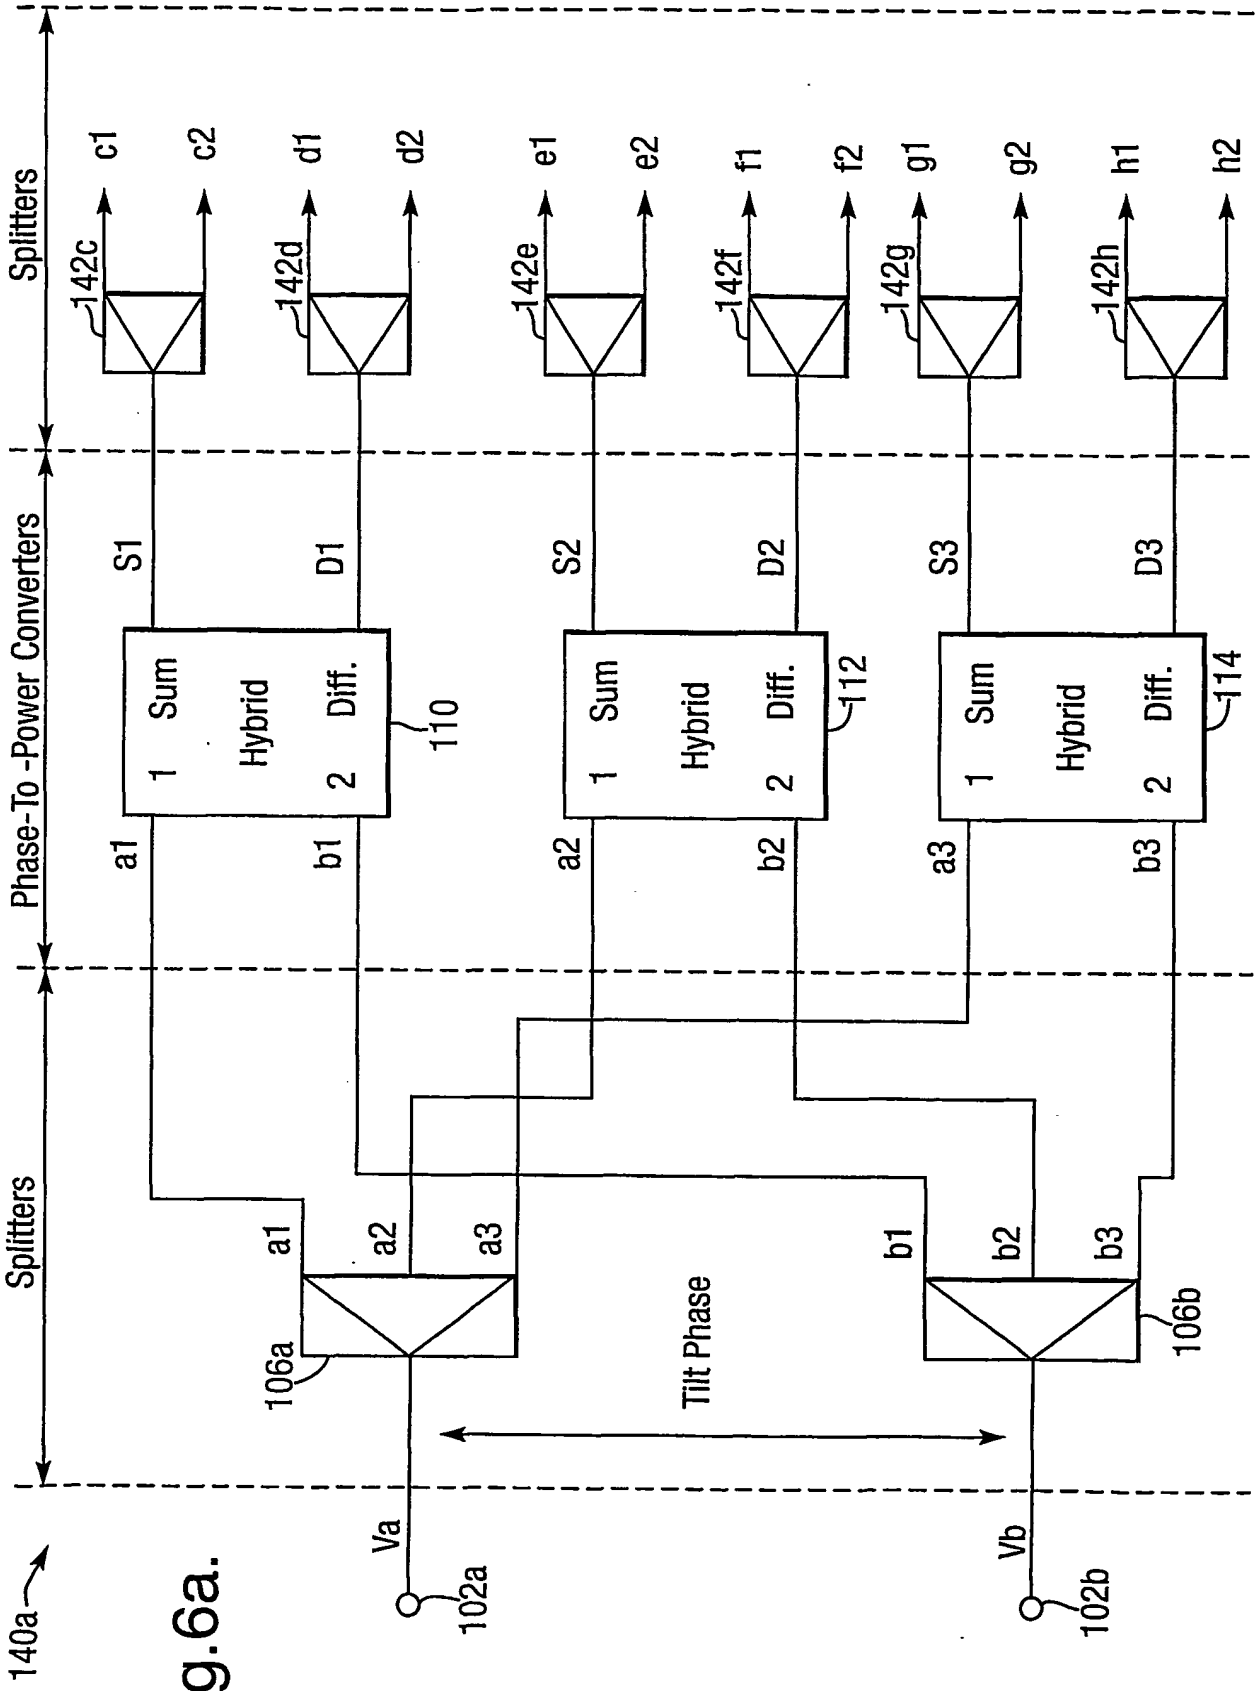 140a
Splitters
Phase-To -Power Converters
Splitters
102a
Va
106a
a1
a2
a3
Tilt Phase
102b
Vb
106b
b1
b2
b3
a1
b1
1
Sum
Hybrid
2
Diff.
110
S1
D1
a2
b2
1
Sum
Hybrid
2
Diff.
112
S2
D2
a3
b3
1
Sum
Hybrid
2
Diff.
114
S3
D3
142c
c1
c2
142d
d1
d2
142e
e1
e2
142f
f1
f2
142g
g1
g2
142h
h1
h2
g.6a.